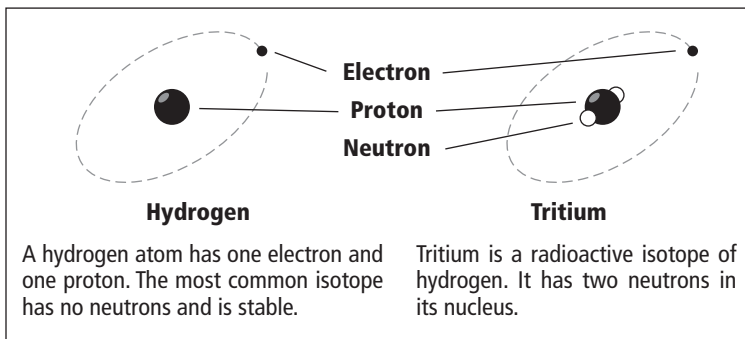 Electron
Proton
Neutron
Hydrogen
A hydrogen atom has one electron and
one proton. The most common isotope
has no neutrons and is stable.
Tritium
Tritium is a radioactive isotope of
hydrogen. It has two neutrons in
its nucleus.